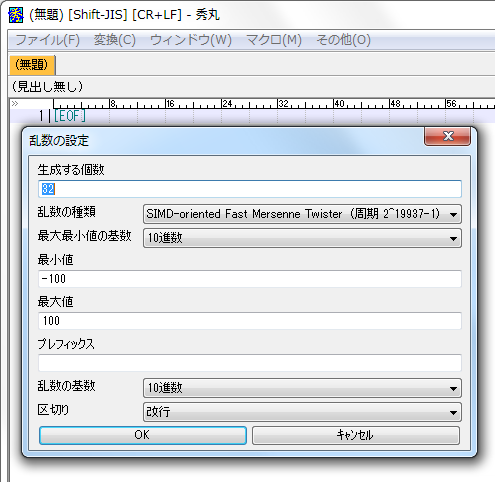 (無題) [Shift-JIS] [CR+LF] - 秀丸
ファイル(F) 変換(C) ウィンドウ(W) マクロ(M) その他(O)
(無題)
(見出し無し)
8 16 24 32 40 48 56
1 [EOF]
乱数の設定
生成する個数
32
乱数の種類 SIMD-oriented Fast Mersenne Twister (周期 2^19937-1)
最大最小値の基数 10進数
最小値
-100
最大値
100
プレフィックス
乱数の基数 10進数
区切り 改行
OK キャンセル